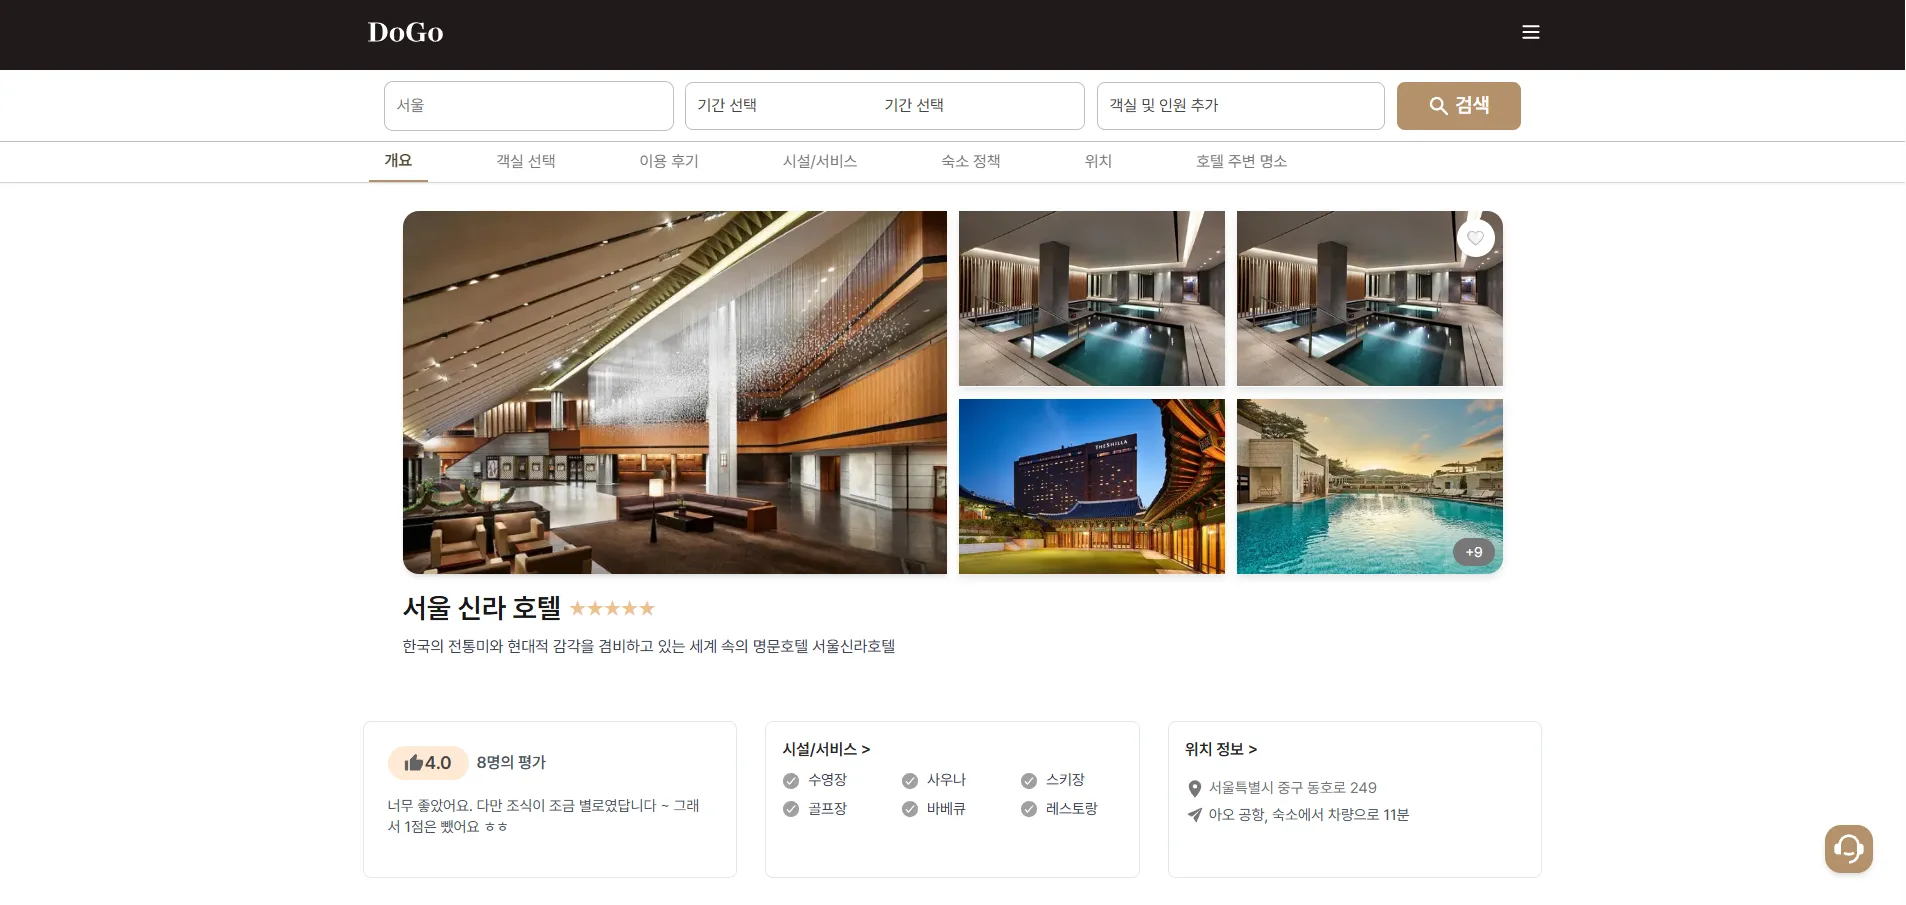 DoGo
서울
기간 선택 기간 선택
객실 및 인원 추가
검색
개요 객실 선택 이용 후기 시설/서비스 숙소 정책 위치 호텔 주변 명소
THE SHILLA
+9
서울 신라 호텔 ★★★★★
한국의 전통미와 현대적 감각을 겸비하고 있는 세계 속의 명문호텔 서울신라호텔
4.0 8명의 평가
너무 좋았어요. 다만 조식이 조금 별로였답니다 ~ 그래
서 1점은 뺐어요 ㅎㅎ
시설/서비스 >
수영장 사우나 스키장
골프장 바베큐 레스토랑
위치 정보 >
서울특별시 중구 동호로 249
아오 공항, 숙소에서 차량으로 11분